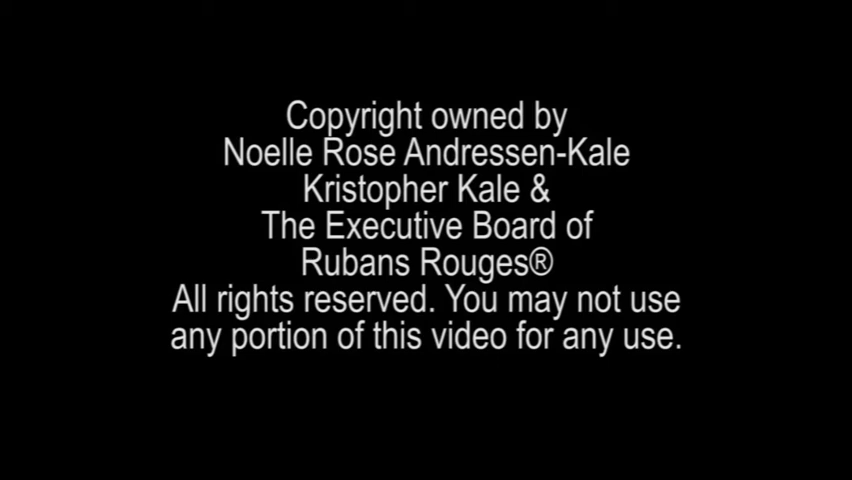 Copyright owned by
Noelle Rose Andressen-Kale
Kristopher Kale &
The Executive Board of
Rubans Rouges®
All rights reserved. You may not use
any portion of this video for any use.